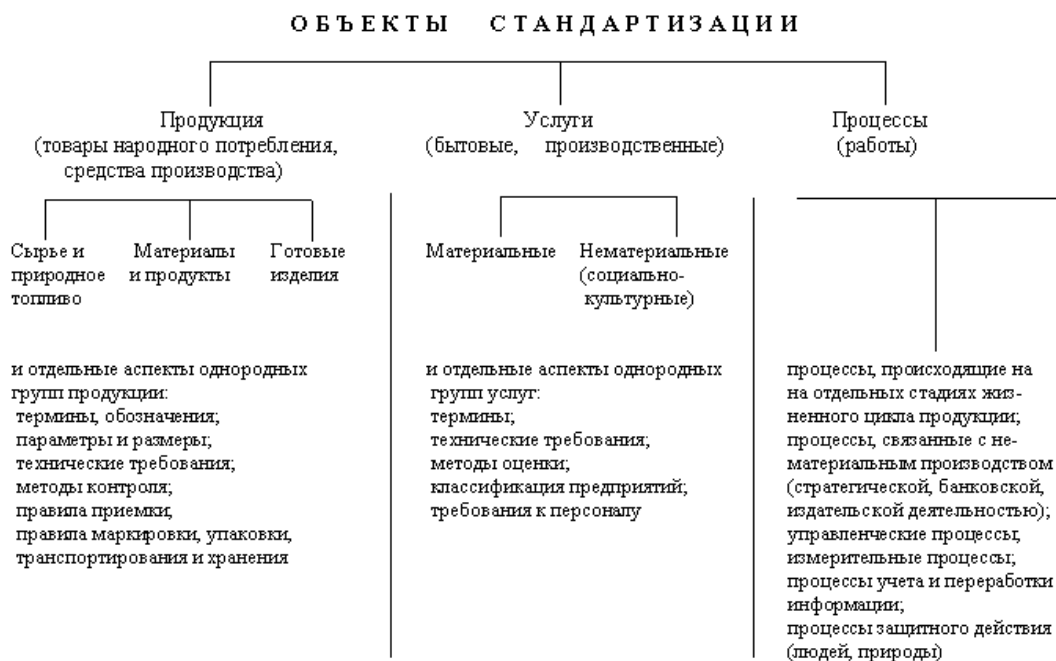 ОБЪЕКТЫ СТАНДАРТИЗАЦИИ
Продукция
(товары народного потребления,
средства производства)
Сырье и
природное
топливо
Материалы
и продукты
Готовые
изделия
и отдельные аспекты однородных
групп продукции:
термины, обозначения;
параметры и размеры;
технические требования;
методы контроля;
правила приемки;
правила маркировки, упаковки,
транспортирования и хранения
Услуги
(бытовые, производственные)
Материальные
Нематериальные
(социально-
культурные)
и отдельные аспекты однородных
групп услуг:
термины;
технические требования;
методы оценки;
классификация предприятий;
требования к персоналу
Процессы
(работы)
процессы, происходящие на
на отдельных стадиях жиз-
ненного цикла продукции;
процессы, связанные с не-
материальным производством
(стратегической, банковской,
издательской деятельностью);
управленческие процессы;
измерительные процессы;
процессы учета и переработки
информации;
процессы защитного действия
(людей, природы)